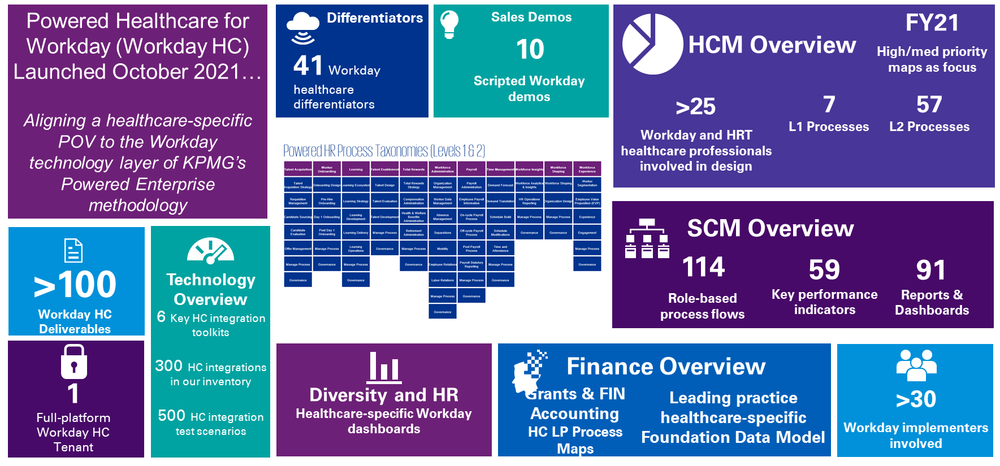 Powered Healthcare for
Workday (Workday HC)
Launched October 2021…
Aligning a healthcare-specific
POV to the Workday
technology layer of KPMG’s
Powered Enterprise
methodology
Differentiators
41 Workday
healthcare
differentiators
Sales Demos
10
Scripted Workday
demos
HCM Overview
FY21
High/med priority
maps as focus
>25
Workday and HRT
healthcare professionals
involved in design
7
L1 Processes
57
L2 Processes
Powered HR Process Taxonomies (Levels 1 & 2)
Talent Acquisition
Talent
Acquisition Strategy
Requisition
Management
Candidate Sourcing
Candidate
Evaluation
Offer Management
Manage Process
Governance
Worker
Onboarding
Onboarding Design
Pre-Hire
Onboarding
Day 1 Onboarding
Post Day 1
Onboarding
Manage Process
Governance
Learning
Learning Ecosystem
Learning Strategy
Learning
Development
Learning Delivery
Learning
Operations
Manage Process
Governance
Talent Enablement
Talent Design
Talent Evaluation
Talent Development
Manage Process
Governance
Total Rewards
Total Rewards
Strategy
Compensation
Administration
Health & Welfare
Benefits
Administration
Retirement
Administration
Manage Process
Governance
Workforce
Administration
Organization
Management
Worker Data
Management
Absence
Management
Separations
Mobility
Employee Relations
Labor Relations
Manage Process
Governance
Payroll
Payroll
Administration
Employee Payroll
Information
On-cycle Payroll
Process
Off-cycle Payroll
Process
Post Payroll
Process
Payroll Statutory
Reporting
Manage Process
Governance
Time Management
Demand Forecast
Demand Translation
Schedule Build
Schedule
Modifications
Time and
Attendance
Manage Process
Governance
Workforce Insights
Workforce Analytics
& Insights
HR Operations
Reporting
Manage Process
Governance
Workforce
Shaping
Workforce Shaping
Organization Design
Manage Process
Governance
Workforce
Experience
Worker
Segmentation
Employee Value
Proposition (EVP)
Experience
Engagement
Manage Process
Governance
SCM Overview
114
Role-based
process flows
59
Key performance
indicators
91
Reports &
Dashboards
>100
Workday HC
Deliverables
Technology
Overview
6 Key HC integration
toolkits
300 HC integrations
in our inventory
500 HC integration
test scenarios
1
Full-platform
Workday HC
Tenant
Diversity and HR
Healthcare-specific Workday
dashboards
Finance Overview
Grants & FIN
Accounting
HC LP Process
Maps
Leading practice
healthcare-specific
Foundation Data Model
>30
Workday implementers
involved